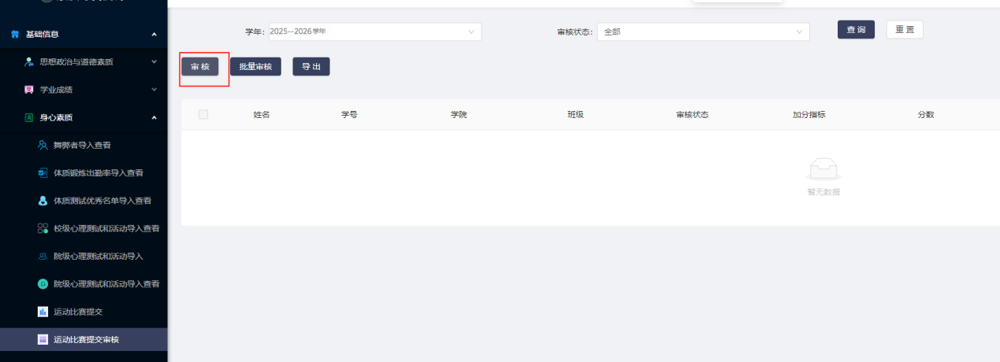 学年: 2025--2026学年 审核状态: 全部 查询 重置
基础信息
思想政治与道德素质
审核 批量审核 导出
学业成绩
身心素质
姓名 学号 学院 班级 审核状态 加分指标 分数
舞弊者导入查看
体质锻炼出勤率导入查看
暂无数据
体质测试优秀名单导入查看
校级心理测试和活动导入查看
院级心理测试和活动导入
院级心理测试和活动导入查看
运动比赛提交
运动比赛提交审核